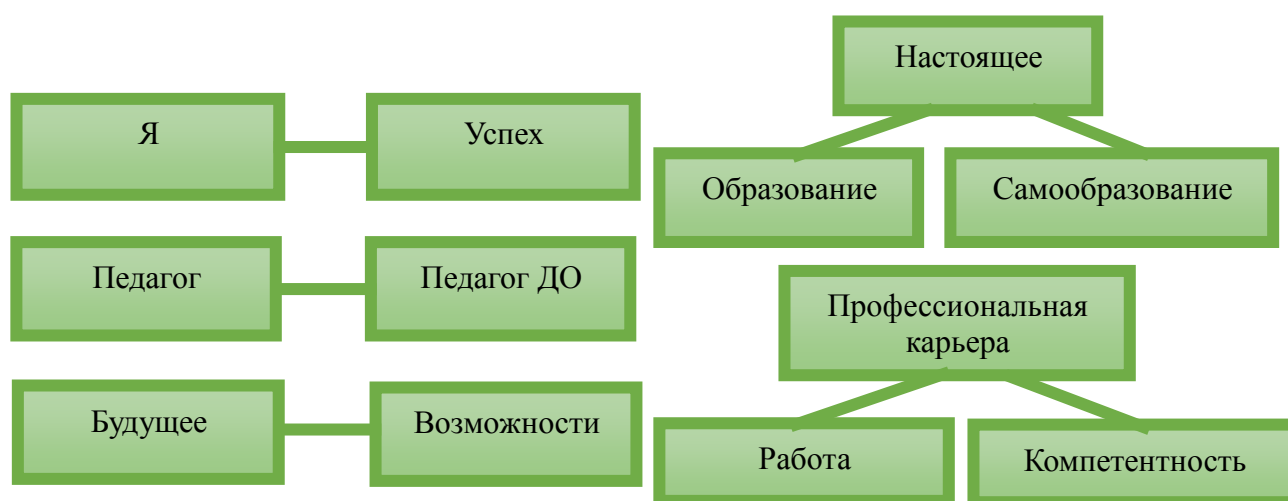 Я
Успех
Педагог
Педагог ДО
Будущее
Возможности
Настоящее
Образование
Самообразование
Профессиональная
карьера
Работа
Компетентность